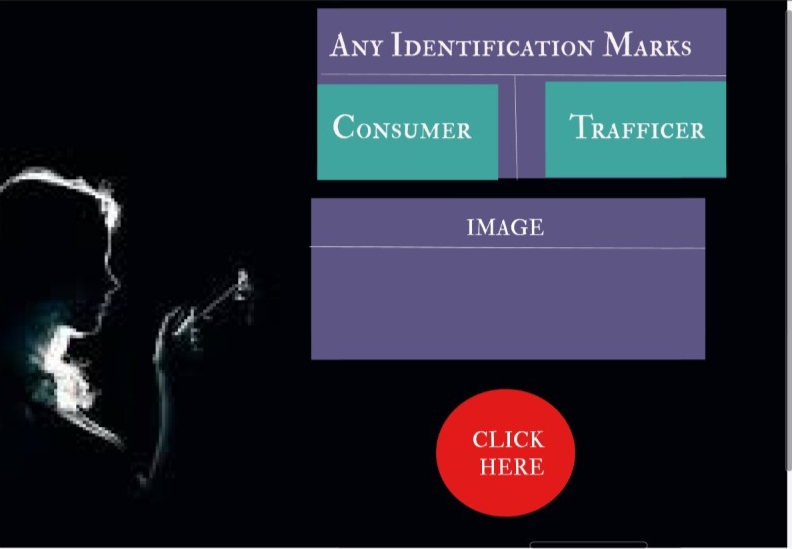 Any Identification Marks
Consumer
Trafficer
IMAGE
CLICK
HERE